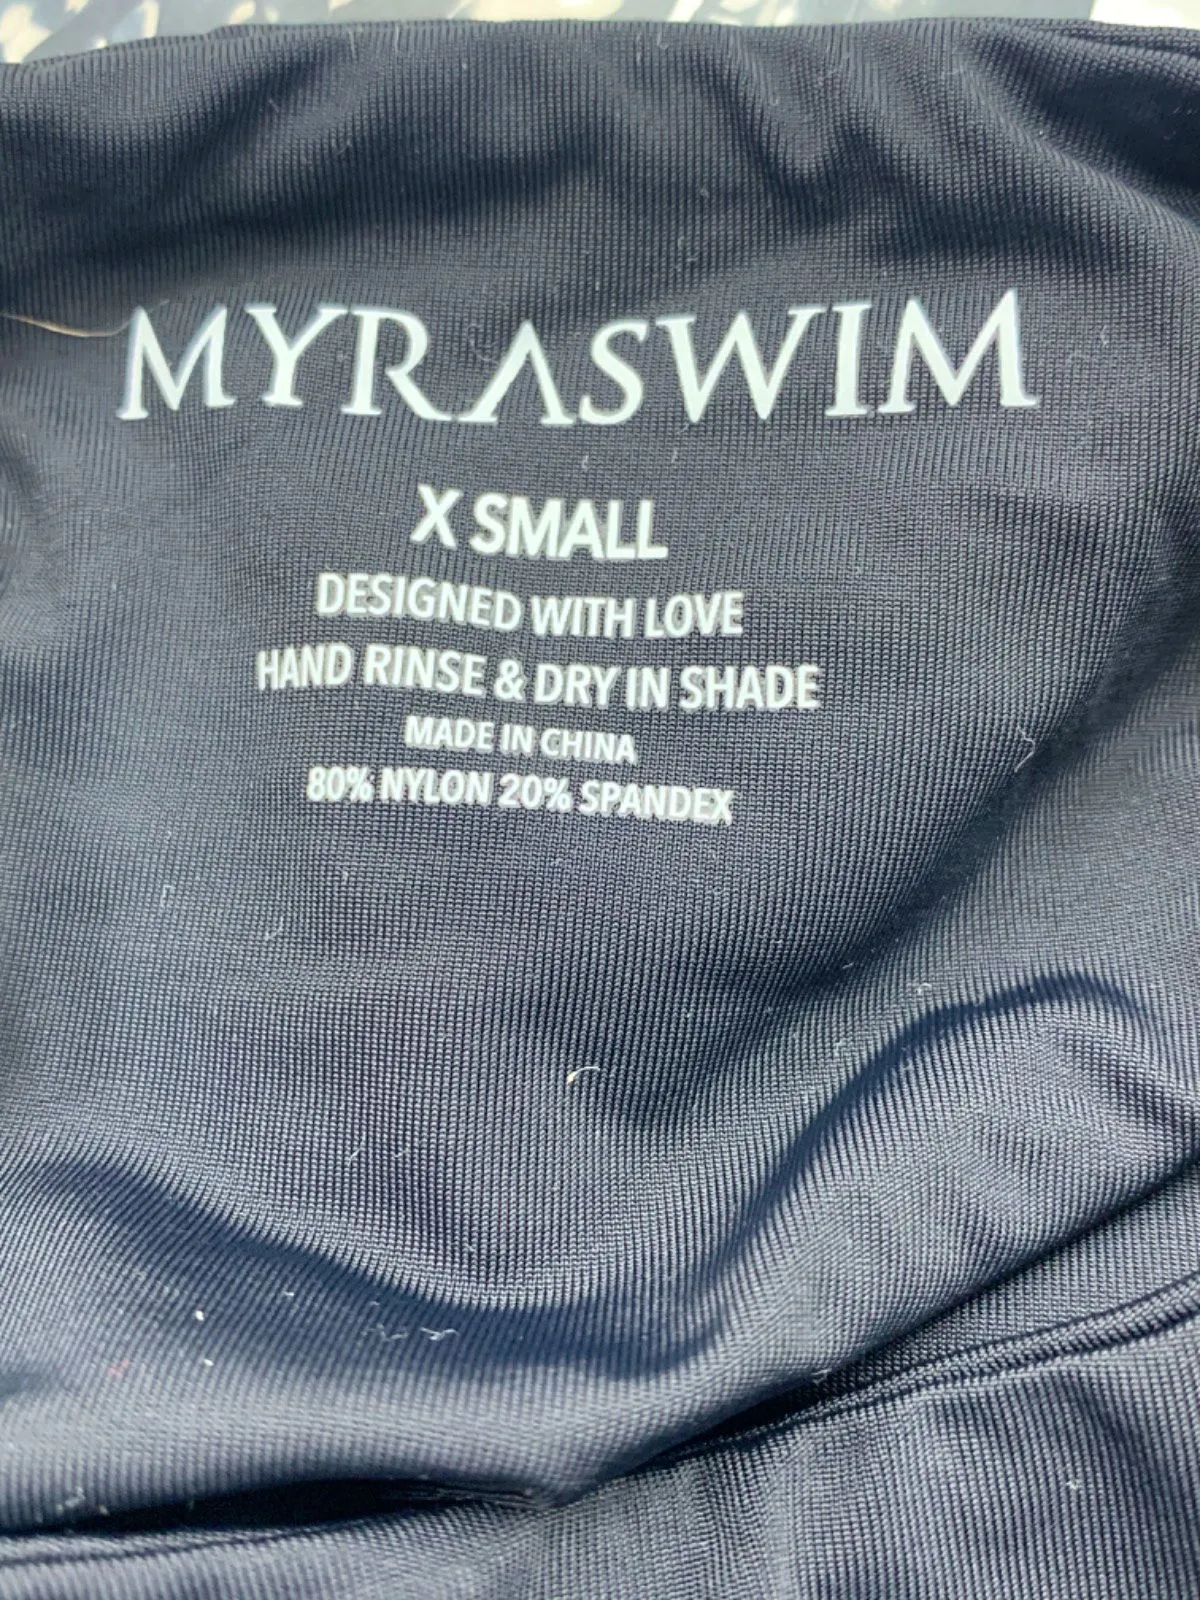 MYRASWIM
X SMALL
DESIGNED WITH LOVE
HAND RINSE & DRY IN SHADE
MADE IN CHINA
80% NYLON 20% SPANDEX